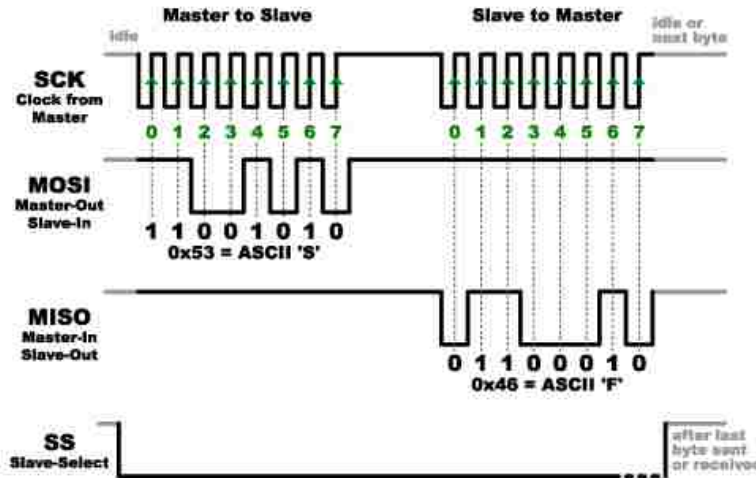 Master to Slave
Slave to Master
idle
idle or
next byte
SCK
Clock from
Master
0 1 2 3 4 5 6 7
0 1 2 3 4 5 6 7
MOSI
Master-Out
Slave-In
1 1 0 0 1 0 1 0
0x53 = ASCII 'S'
MISO
Master-In
Slave-Out
0 1 1 0 0 0 1 0
0x46 = ASCII 'F'
SS
Slave-Select
after last
byte sent
or received